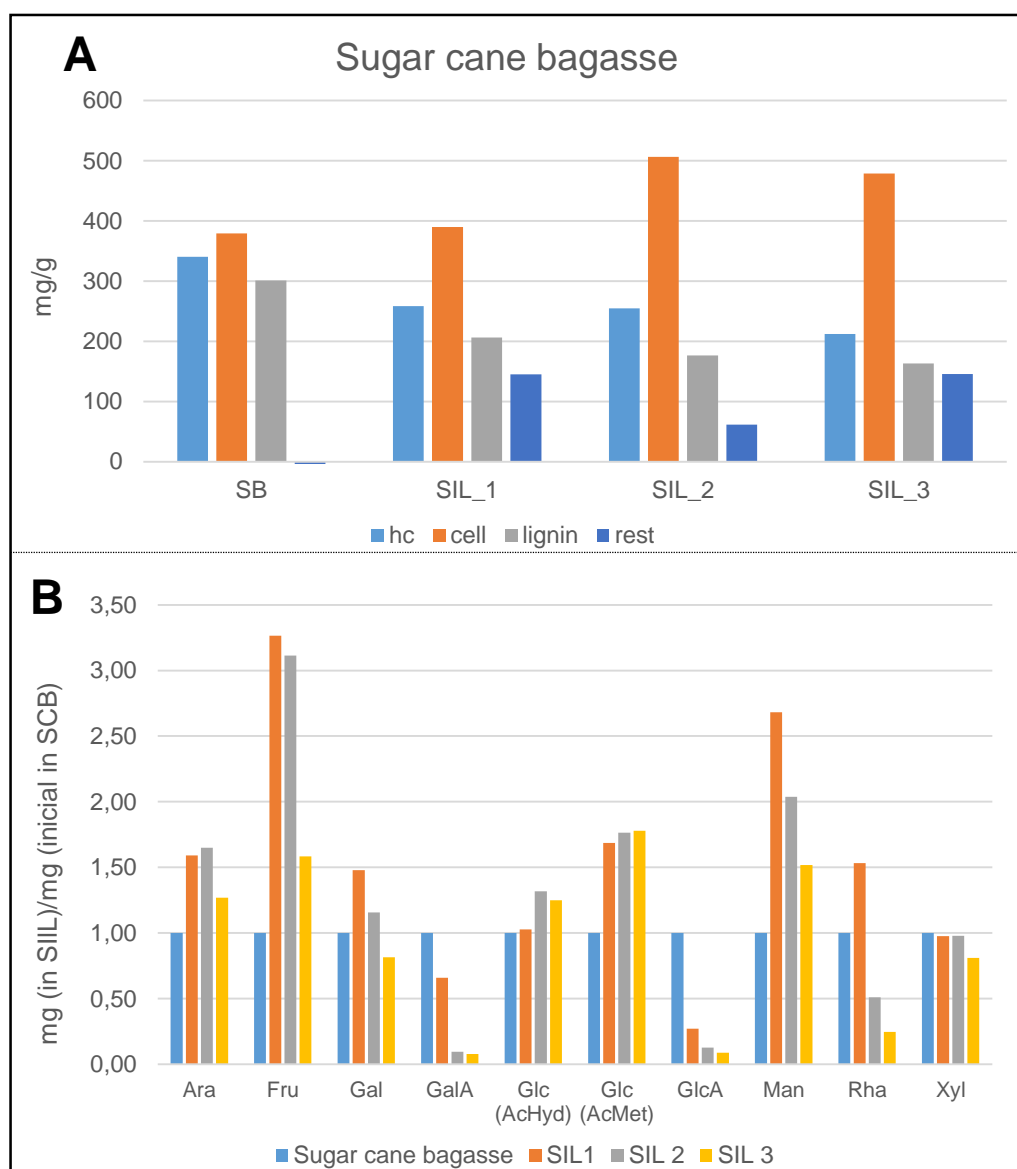 A
Sugar cane bagasse
mg/g
600
500
400
300
200
100
0
SB SIL_1 SIL_2 SIL_3
hc cell lignin rest
B
mg (in SIIL)/mg (inicial in SCB)
3,50
3,00
2,50
2,00
1,50
1,00
0,50
0,00
Ara Fru Gal GalA Glc (AcHyd) Glc (AcMet) GlcA Man Rha Xyl
Sugar cane bagasse SIL1 SIL 2 SIL 3